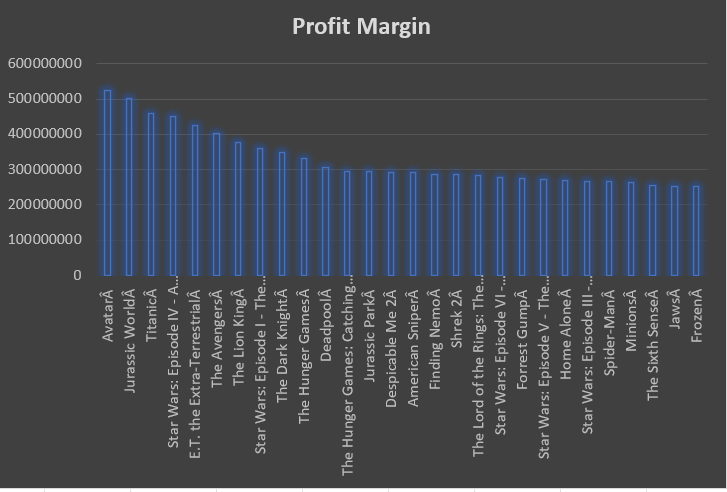 Profit Margin
600000000
500000000
400000000
300000000
200000000
100000000
0
AvatarÂ
Jurassic WorldÂ
TitanicÂ
Star Wars: Episode IV - A...
E.T. the Extra-TerrestrialÂ
The AvengersÂ
The Lion KingÂ
Star Wars: Episode I - The...
The Dark KnightÂ
The Hunger GamesÂ
DeadpoolÂ
The Hunger Games: Catching...
Jurassic ParkÂ
Despicable Me 2Â
American SniperÂ
Finding NemoÂ
Shrek 2Â
The Lord of the Rings: The...
Star Wars: Episode VI -...
Forrest GumpÂ
Star Wars: Episode V - The...
Home AloneÂ
Star Wars: Episode III -...
Spider-ManÂ
MinionsÂ
The Sixth SenseÂ
JawsÂ
FrozenÂ